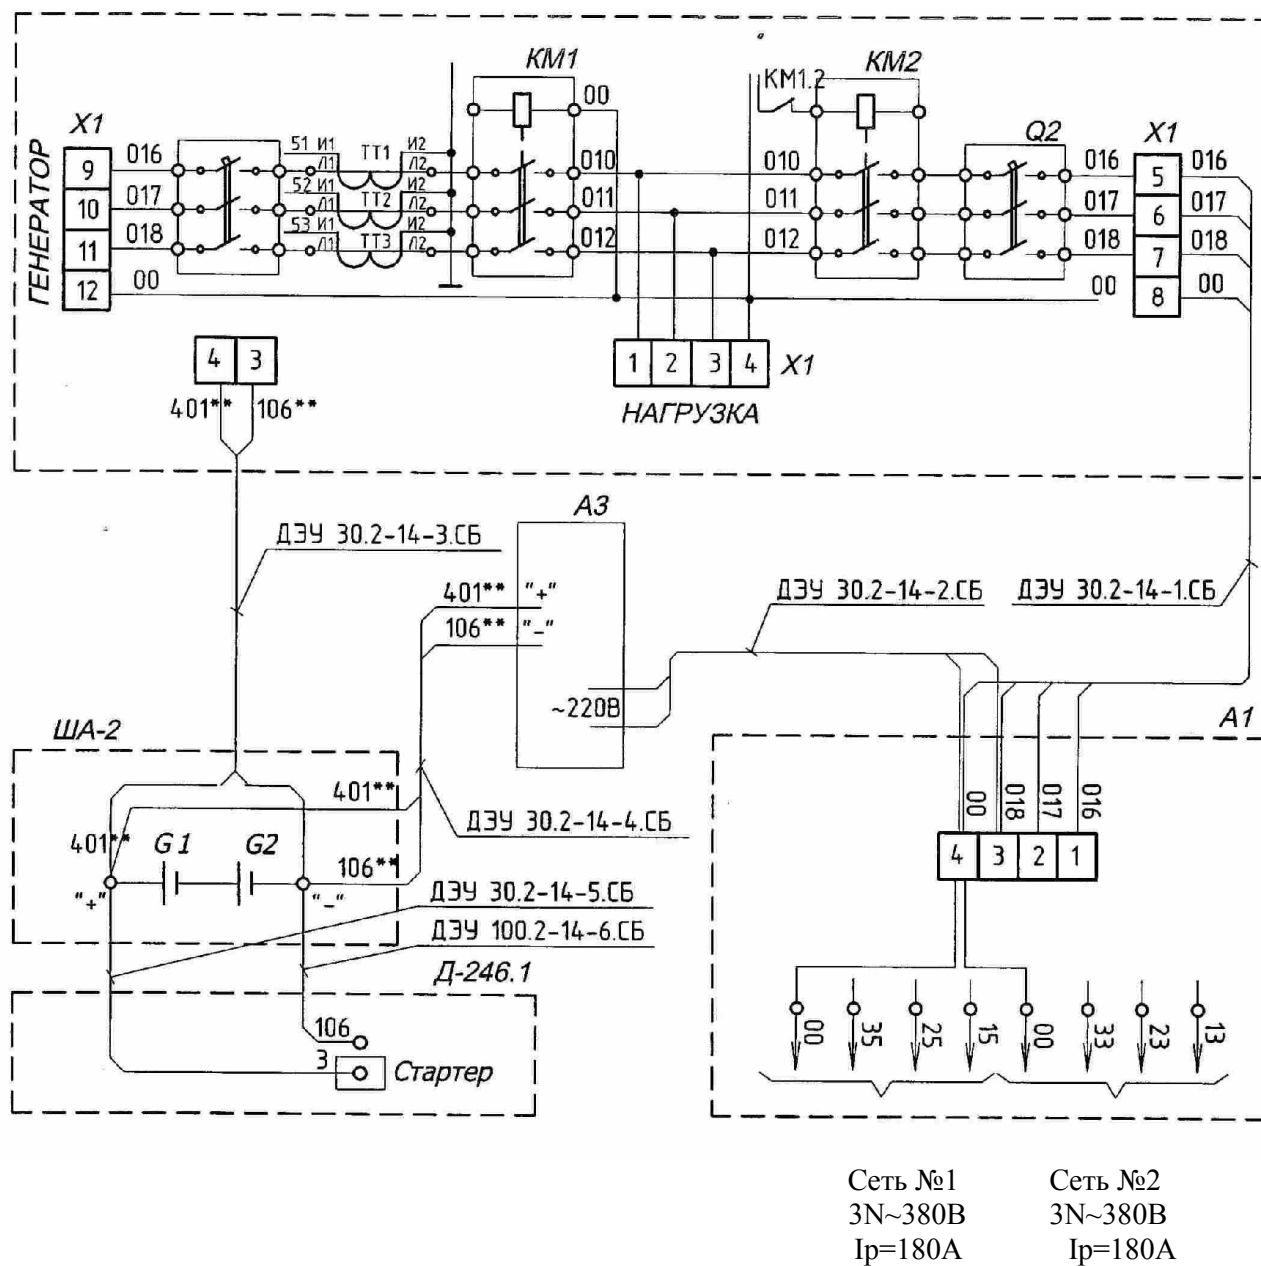 КМ1
КМ2
КМ1.2
00
Х1
Q2
Х1
ГЕНЕРАТОР
9
016
51 И1
ТТ1
И2
Л1
Л2
010
010
016
5
016
10
017
52 И1
ТТ2
И2
Л1
Л2
011
011
017
6
017
11
018
53 И1
ТТ3
И2
Л1
Л2
012
012
018
7
018
12
00
00
8
00
4 3
1 2 3 4 Х1
401** 106**
НАГРУЗКА
А3
ДЭУ 30.2-14-3.СБ
401** "+"
106** "-"
ДЭУ 30.2-14-2.СБ
ДЭУ 30.2-14-1.СБ
~220В
ША-2
А1
401**
00
018
017
016
ДЭУ 30.2-14-4.СБ
401** G1 G2
106**
4 3 2 1
"+"
"-"
ДЭУ 30.2-14-5.СБ
ДЭУ 100.2-14-6.СБ
Д-246.1
106
3
Стартер
00 35 25 15 00 33 23 13
Сеть №1
3N~380В
Iр=180А
Сеть №2
3N~380В
Iр=180А